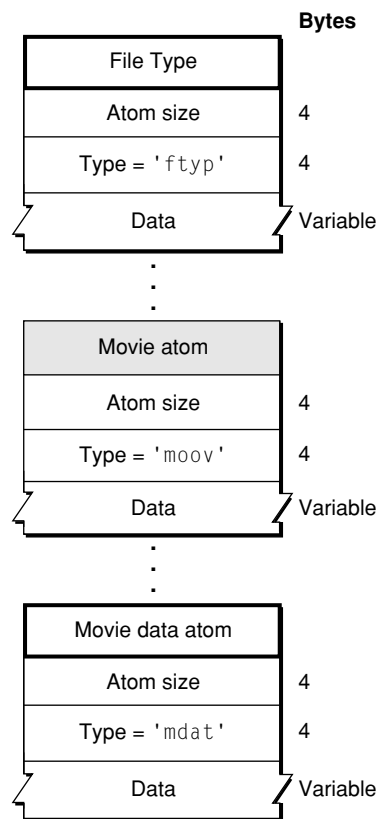 Bytes
File Type
Atom size 4
Type = 'ftyp' 4
Data Variable
Movie atom
Atom size 4
Type = 'moov' 4
Data Variable
Movie data atom
Atom size 4
Type = 'mdat' 4
Data Variable